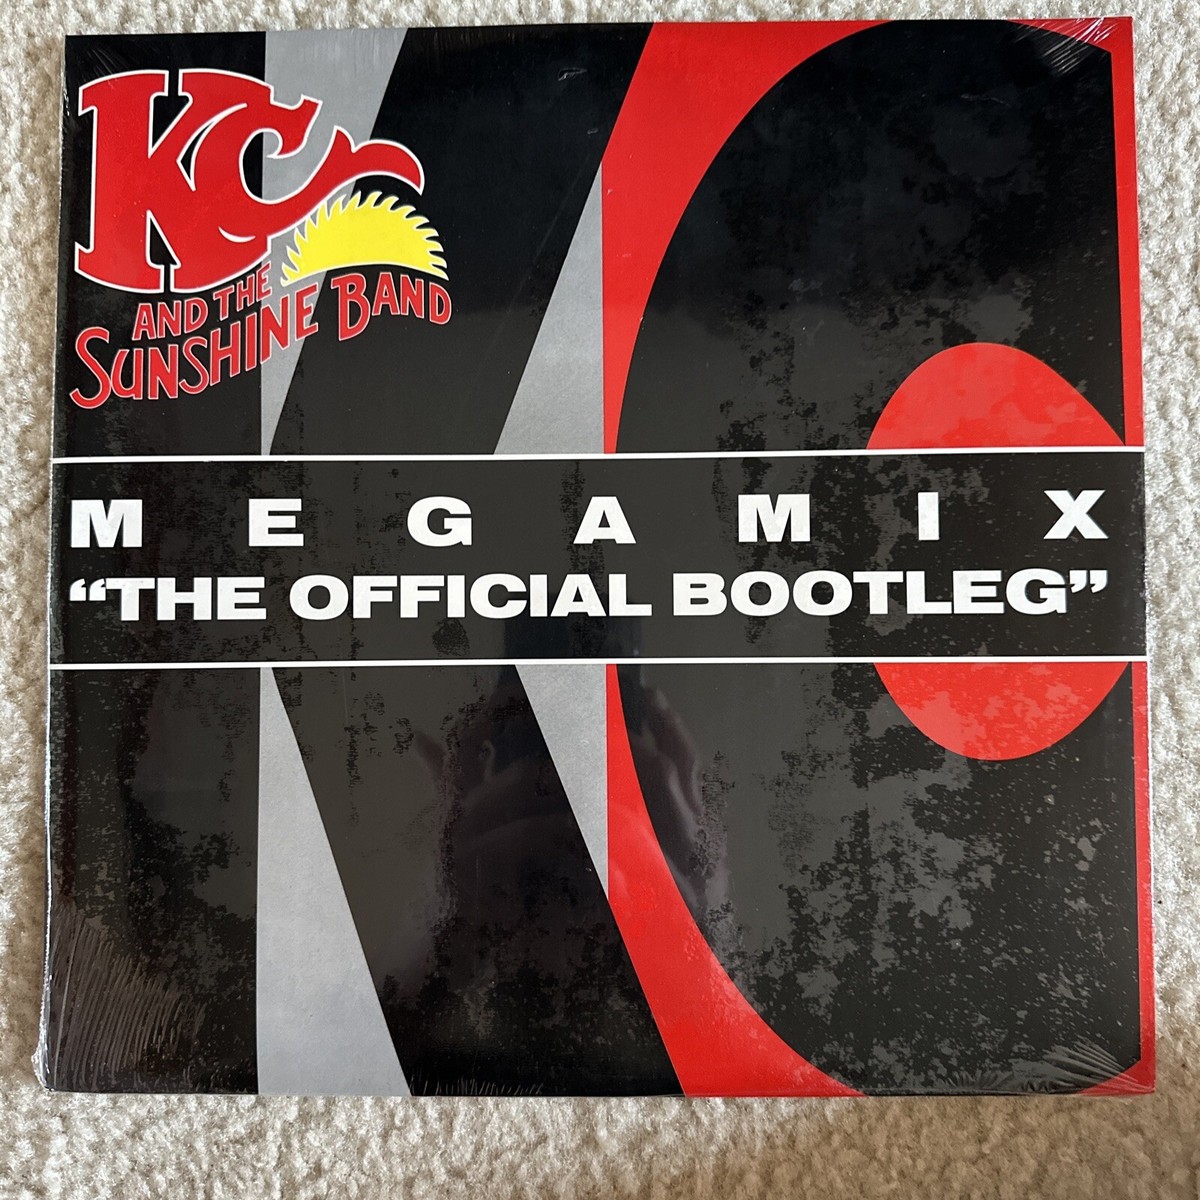 KC
AND THE
SUNSHINE BAND
MEGAMIX
“THE OFFICIAL BOOTLEG”